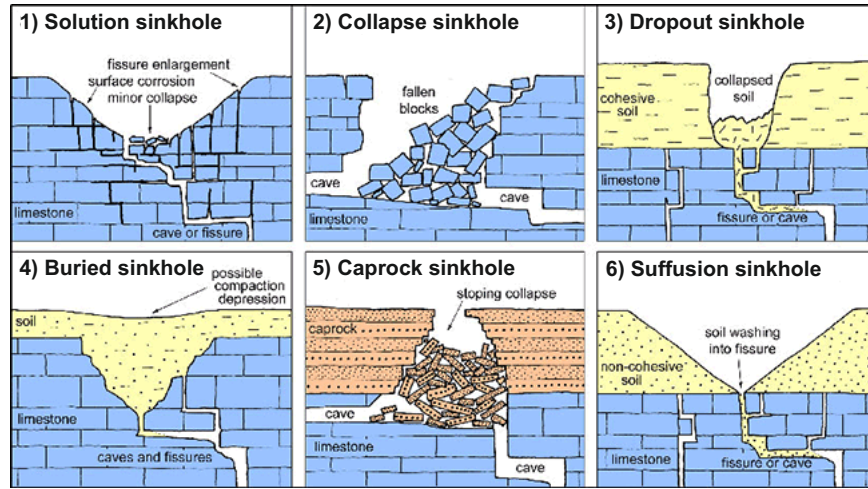 1) Solution sinkhole
fissure enlargement
surface corrosion
minor collapse
limestone
cave or fissure
2) Collapse sinkhole
fallen
blocks
cave
cave
limestone
3) Dropout sinkhole
collapsed
soil
cohesive
soil
limestone
fissure or cave
4) Buried sinkhole
possible
compaction
depression
soil
limestone
caves and fissures
5) Caprock sinkhole
stoping collapse
caprock
cave
limestone
cave
6) Suffusion sinkhole
soil washing
into fissure
non-cohesive
soil
limestone
fissure or cave